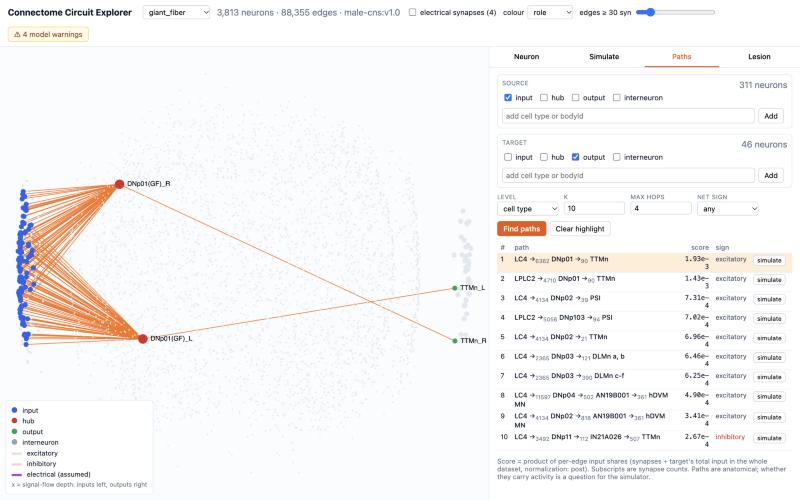 Connectome Circuit Explorer giant_fiber 3,813 neurons · 88,355 edges · male-cns:v1.0 electrical synapses (4) colour role edges ≥ 30 syn
⚠ 4 model warnings
Neuron Simulate Paths Lesion
SOURCE 311 neurons
input hub output interneuron
add cell type or bodyId Add
TARGET 46 neurons
input hub output interneuron
add cell type or bodyId Add
LEVEL K MAX HOPS NET SIGN
cell type 10 4 any
Find paths Clear highlight
# path score sign
1 LC4 →6362 DNp01 →90 TTMn 1.93e-3 excitatory simulate
2 LPLC2 →4710 DNp01 →90 TTMn 1.43e-3 excitatory simulate
3 LC4 →4134 DNp02 →39 PSI 7.31e-4 excitatory simulate
4 LPLC2 →5056 DNp103 →94 PSI 7.02e-4 excitatory simulate
5 LC4 →4134 DNp02 →21 TTMn 6.96e-4 excitatory simulate
6 LC4 →2365 DNp03 →121 DLMn a, b 6.46e-4 excitatory simulate
7 LC4 →2365 DNp03 →390 DLMn c-f 6.25e-4 excitatory simulate
8 LC4 →11597 DNp04 →502 AN19B001 →361 hDVM MN 4.90e-4 excitatory simulate
9 LC4 →4134 DNp02 →818 AN19B001 →361 hDVM MN 3.41e-4 excitatory simulate
10 LC4 →3492 DNp11 →112 IN21A026 →507 TTMn 2.67e-4 inhibitory simulate
Score = product of per-edge input shares (synapses ÷ target's total input in the whole
dataset, normalization: post). Subscripts are synapse counts. Paths are anatomical; whether
they carry activity is a question for the simulator.
DNp01(GF)_R
TTMn_L
DNp01(GF)_L
TTMn_R
input
hub
output
interneuron
excitatory
inhibitory
electrical (assumed)
x = signal-flow depth: inputs left, outputs right